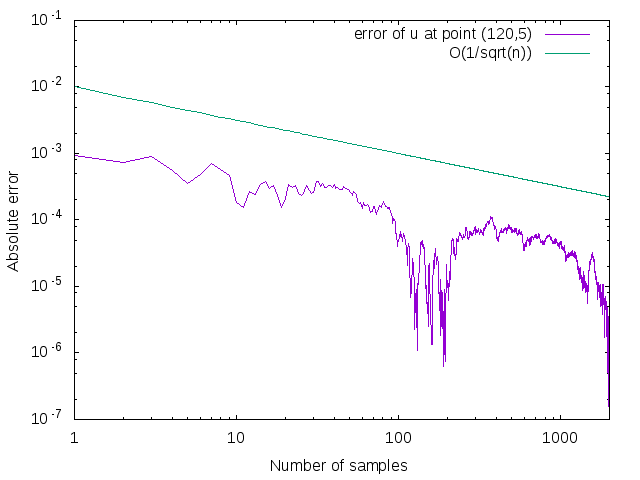 10^-1
10^-2
10^-3
10^-4
10^-5
10^-6
10^-7
Absolute error
error of u at point (120,5)
O(1/sqrt(n))
1 10 100 1000
Number of samples